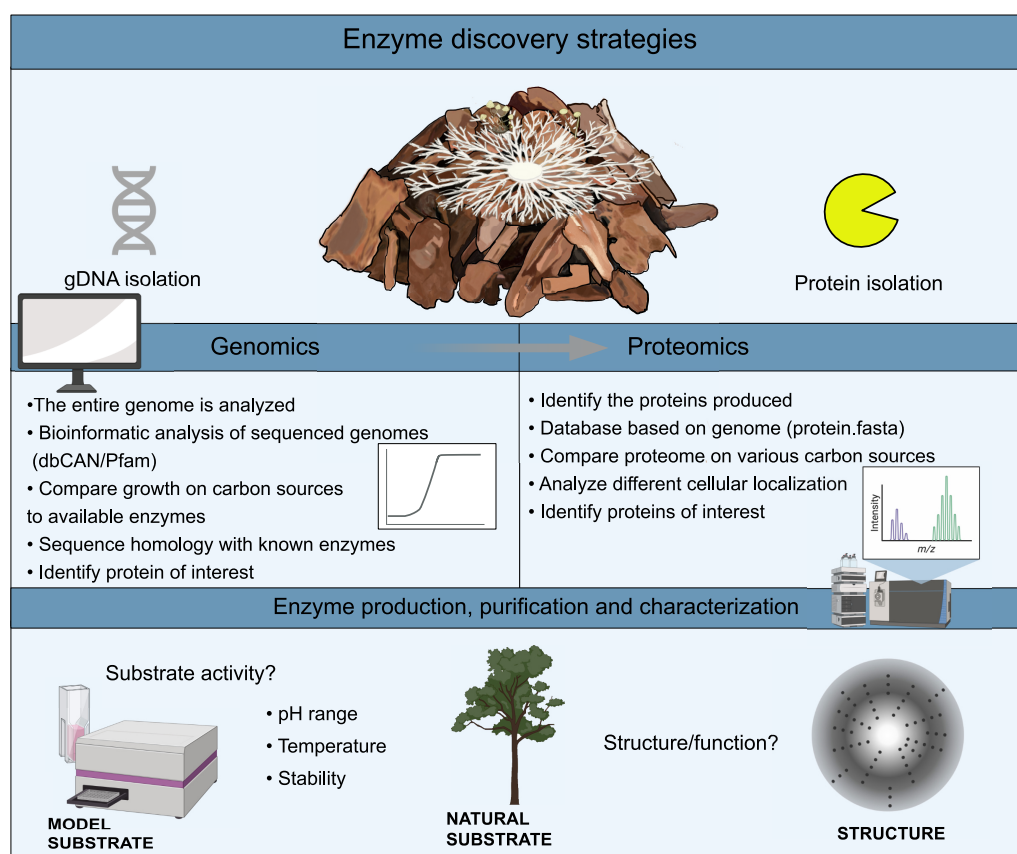 Enzyme discovery strategies
gDNA isolation
Protein isolation
Genomics
Proteomics
•The entire genome is analyzed
• Bioinformatic analysis of sequenced genomes
(dbCAN/Pfam)
• Compare growth on carbon sources
to available enzymes
• Sequence homology with known enzymes
• Identify protein of interest
• Identify the proteins produced
• Database based on genome (protein.fasta)
• Compare proteome on various carbon sources
• Analyze different cellular localization
• Identify proteins of interest
Intensity
m/z
Enzyme production, purification and characterization
Substrate activity?
• pH range
• Temperature
• Stability
MODEL
SUBSTRATE
NATURAL
SUBSTRATE
Structure/function?
STRUCTURE